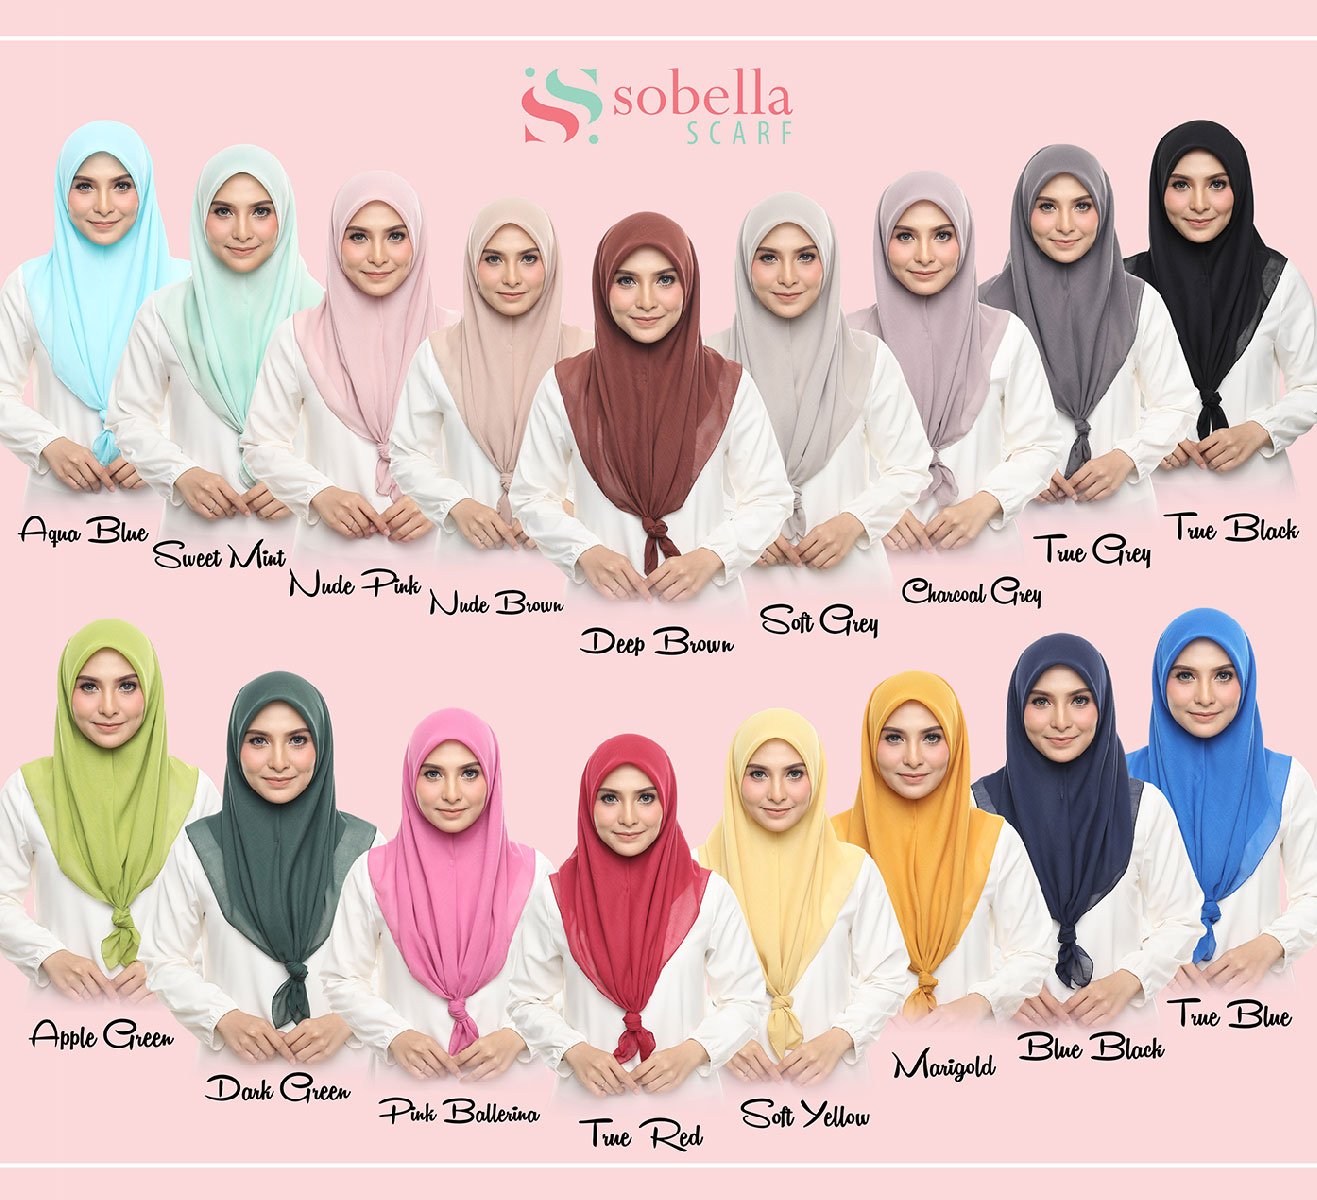 sobella
SCARF
Aqua Blue
Sweet Mint
Nude Pink
Nude Brown
Deep Brown
Soft Grey
Charcoal Grey
True Grey
True Black
Apple Green
Dark Green
Pink Ballerina
True Red
Soft Yellow
Marigold
Blue Black
True Blue